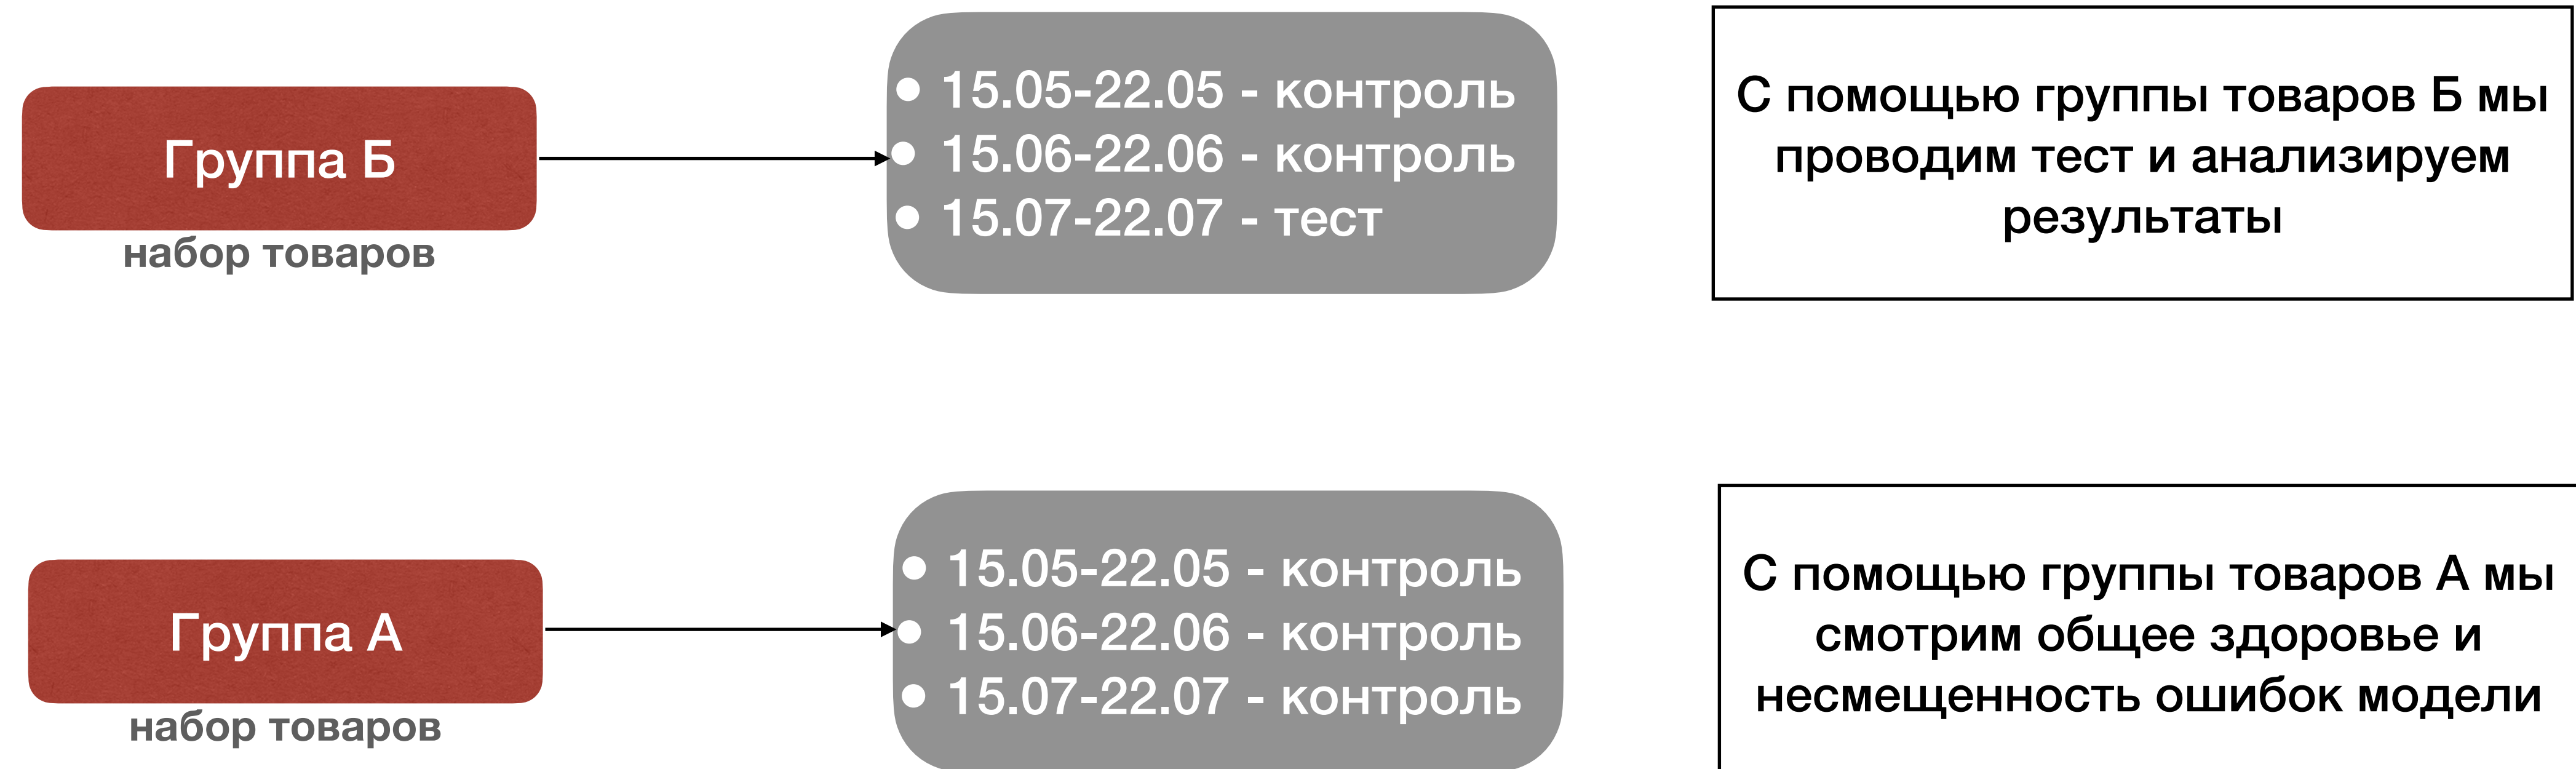 Группа Б
набор товаров
• 15.05-22.05 - контроль
• 15.06-22.06 - контроль
• 15.07-22.07 - тест
С помощью группы товаров Б мы
проводим тест и анализируем
результаты
Группа А
набор товаров
• 15.05-22.05 - контроль
• 15.06-22.06 - контроль
• 15.07-22.07 - контроль
С помощью группы товаров А мы
смотрим общее здоровье и
несмещенность ошибок модели